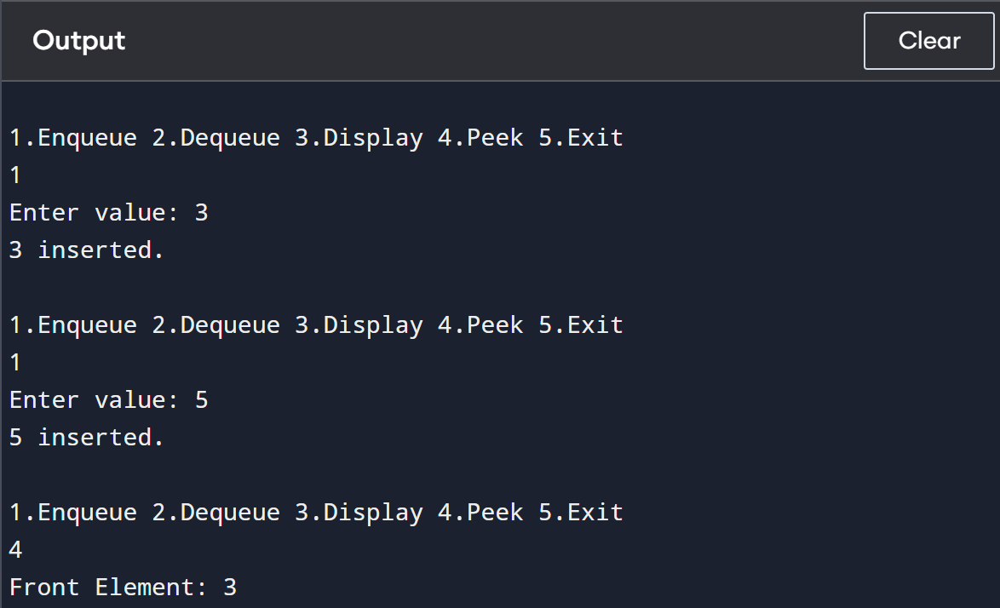 Output
Clear
1.Enqueue 2.Dequeue 3.Display 4.Peek 5.Exit
1
Enter value: 3
3 inserted.
1.Enqueue 2.Dequeue 3.Display 4.Peek 5.Exit
1
Enter value: 5
5 inserted.
1.Enqueue 2.Dequeue 3.Display 4.Peek 5.Exit
4
Front Element: 3